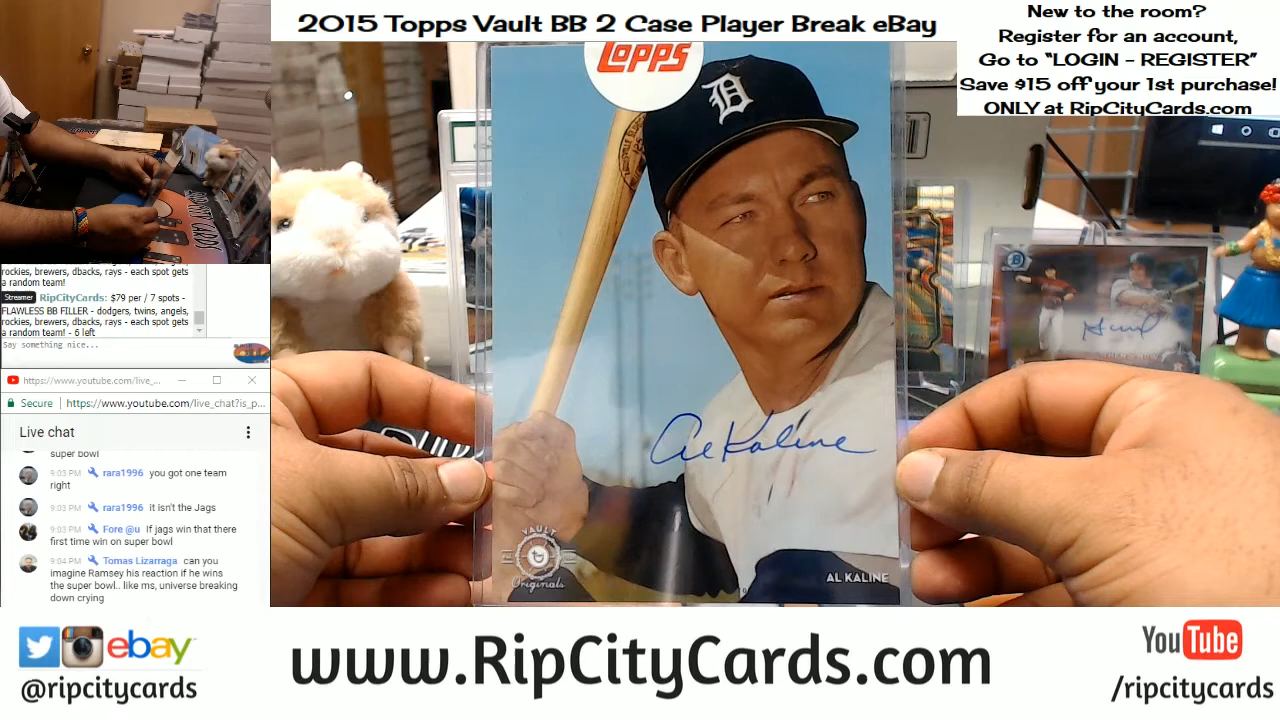 2015 Topps Vault BB 2 Case Player Break eBay
New to the room?
Register for an account,
Go to “LOGIN - REGISTER”
Save $15 off your 1st purchase!
ONLY at RipCityCards.com
TOPPS
D
Al Kaline
VAULT
Originals
AL KALINE
rockies, brewers, dbacks, rays - each spot gets
a random team!
Streamer RipCityCards: $79 per / 7 spots -
FLAWLESS BB FILLER - dodgers, twins, angels,
rockies, brewers, dbacks, rays - each spot gets
a random team! - 6 left
Say something nice...
https://www.youtube.com/live_...
Secure https://www.youtube.com/live_chat?is_p...
Live chat
super bowl
9:03 PM rara1996 you got one team
right
9:03 PM rara1996 it isn't the Jags
9:03 PM Fore @u If jags win that there
first time win on super bowl
9:04 PM Tomas Lizarraga can you
imagine Ramsey his reaction if he wins
the super bowl.. like ms, universe breaking
down crying
ebay
@ripcitycards
www.RipCityCards.com
YouTube
/ripcitycards